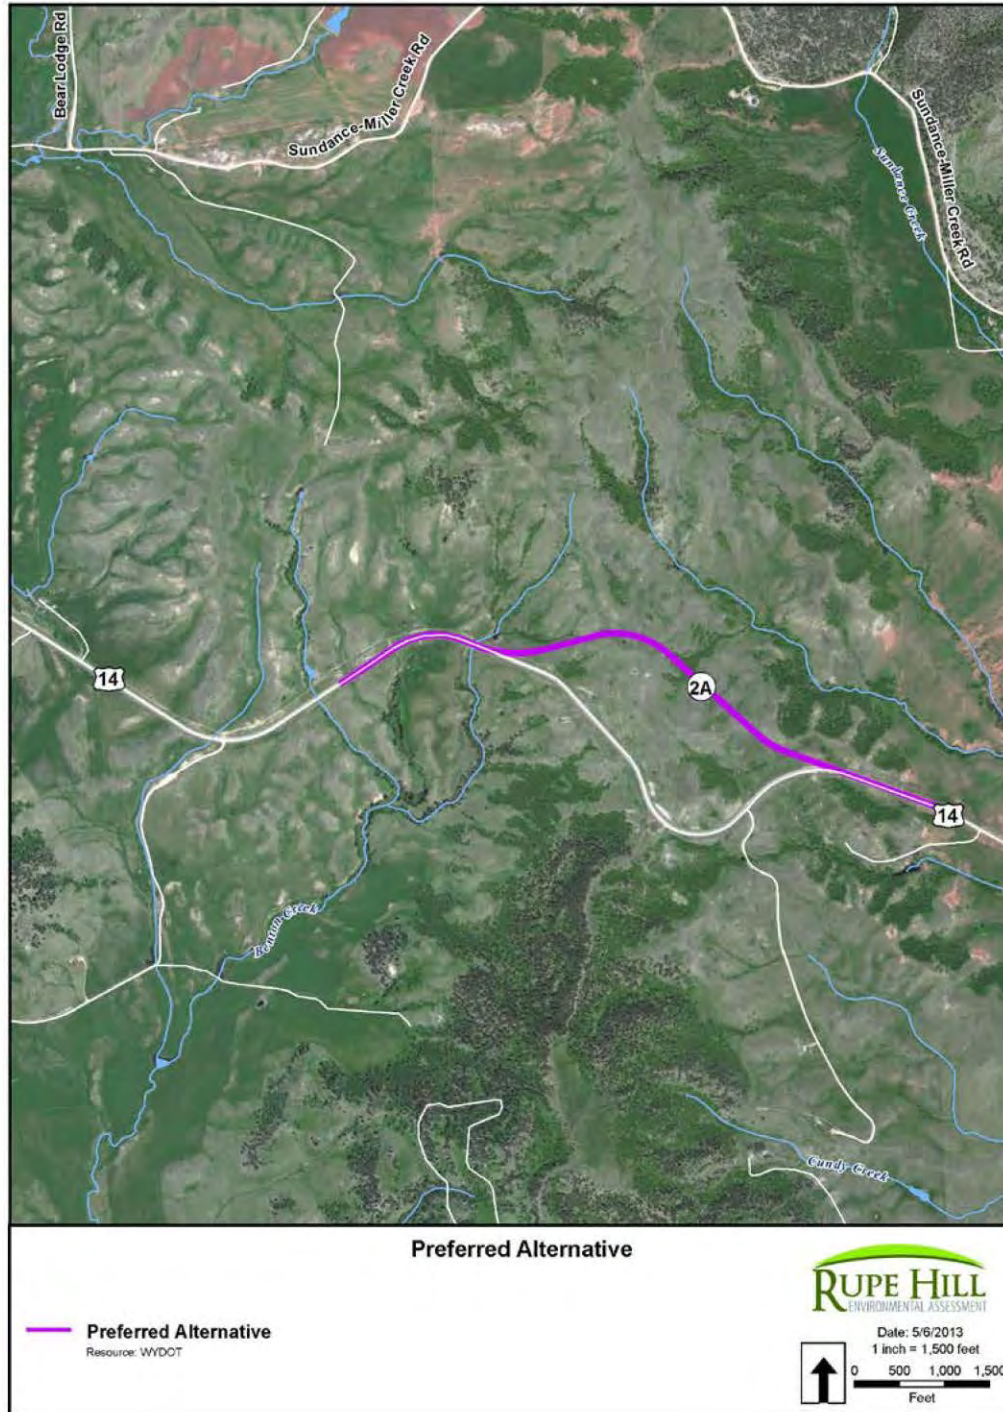 Bear Lodge Rd
Sundance-Miller Creek Rd
Sundance-Miller Creek Rd
Sundance Creek
14
2A
14
Benton Creek
Cundy Creek
Preferred Alternative
Preferred Alternative
Resource: WYDOT
RUPE HILL
ENVIRONMENTAL ASSESSMENT
Date: 5/6/2013
1 inch = 1,500 feet
0 500 1,000 1,500
Feet